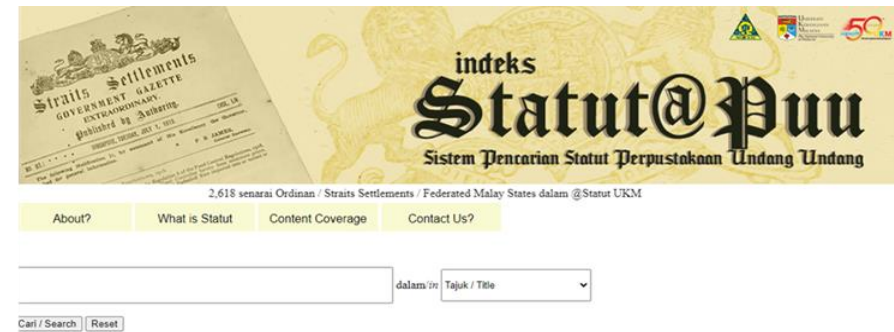 Straits Settlements
GOVERNMENT GAZETTE
EXTRAORDINARY.
Published by Authority.
indeks
Statut@Puu
Sistem Pencarian Statut Perpustakaan Undang Undang
2,618 senarai Ordinan / Straits Settlements / Federated Malay States dalam @Statut UKM
About? What is Statut Content Coverage Contact Us?
dalam/in Tajuk / Title
Cari / Search Reset